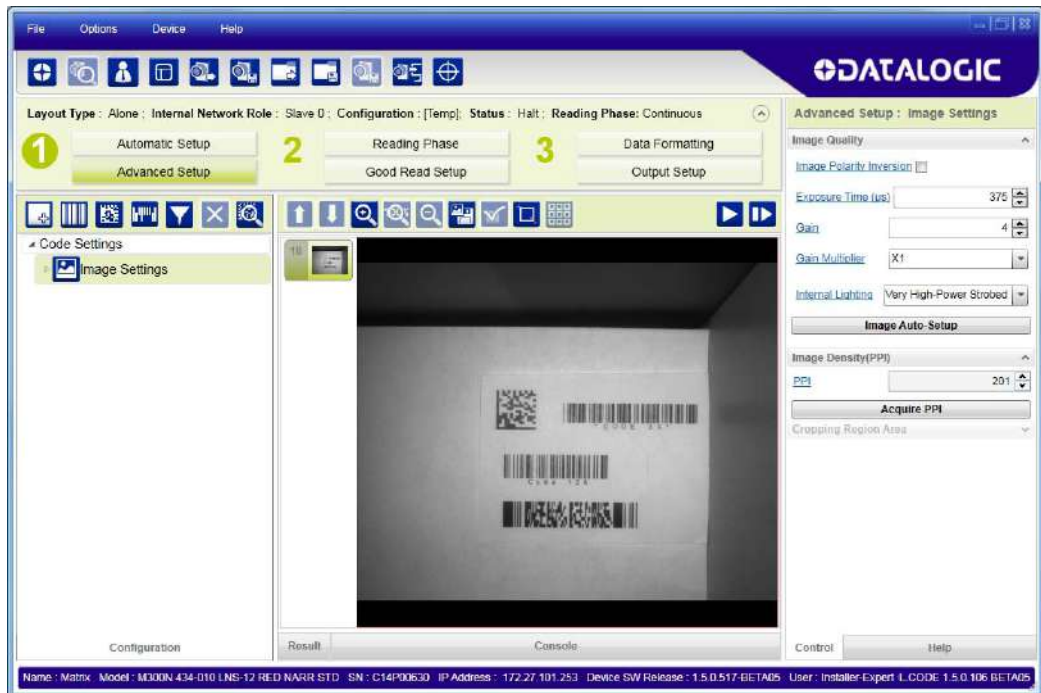 File Options Device Help
DATALOGIC
Layout Type : Alone ; Internal Network Role : Slave 0 ; Configuration : [Temp]; Status : Halt ; Reading Phase: Continuous
1 Automatic Setup 2 Reading Phase 3 Data Formatting
Advanced Setup Good Read Setup Output Setup
Advanced Setup : Image Settings
Image Quality
Image Polarity Inversion
Exposure Time (us) 375
Gain 4
Gain Multiplier X1
Internal Lighting Very High-Power Strobed
Image Auto-Setup
Image Density(PPI)
PPI 201
Acquire PPI
Cropping Region Area
Code Settings
Image Settings
Code 128
Configuration Result Console Control Help
Name : Matrix Model : M300N 434-010 LNS-12 RED NARR STD SN : C14P00630 IP Address : 172.27.101.253 Device SW Release : 1.5.0.517-BETA05 User : Installer-Expert iL.CODE 1.5.0.106 BETA05